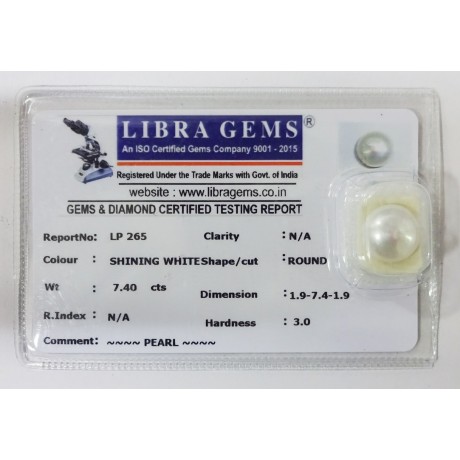 LIBRA GEMS ®
An ISO Certified Gems Company 9001 - 2015
Registered Under the Trade Marks with Govt. of India
website : www.libragems.co.in
GEMS & DIAMOND CERTIFIED TESTING REPORT
ReportNo: LP 265 Clarity : N/A
Colour : SHINING WHITE Shape/cut : ROUND
Wt : 7.40 cts Dimension : 1.9-7.4-1.9
R.Index : N/A Hardness : 3.0
Comment: ~~~~ PEARL ~~~~